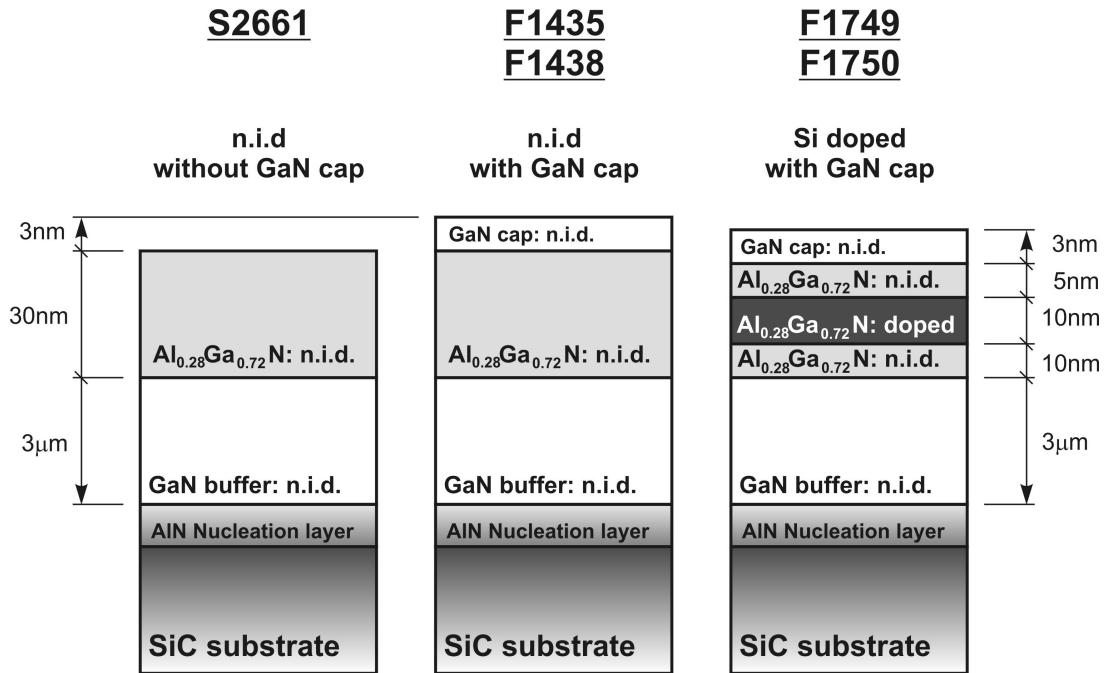 S2661
F1435
F1438
F1749
F1750
n.i.d
without GaN cap
n.i.d
with GaN cap
Si doped
with GaN cap
3nm
30nm
3μm
Al0.28Ga0.72N: n.i.d.
GaN buffer: n.i.d.
AlN Nucleation layer
SiC substrate
GaN cap: n.i.d.
Al0.28Ga0.72N: n.i.d.
GaN buffer: n.i.d.
AlN Nucleation layer
SiC substrate
GaN cap: n.i.d.
Al0.28Ga0.72N: n.i.d.
Al0.28Ga0.72N: doped
Al0.28Ga0.72N: n.i.d.
GaN buffer: n.i.d.
AlN Nucleation layer
SiC substrate
3nm
5nm
10nm
10nm
3μm